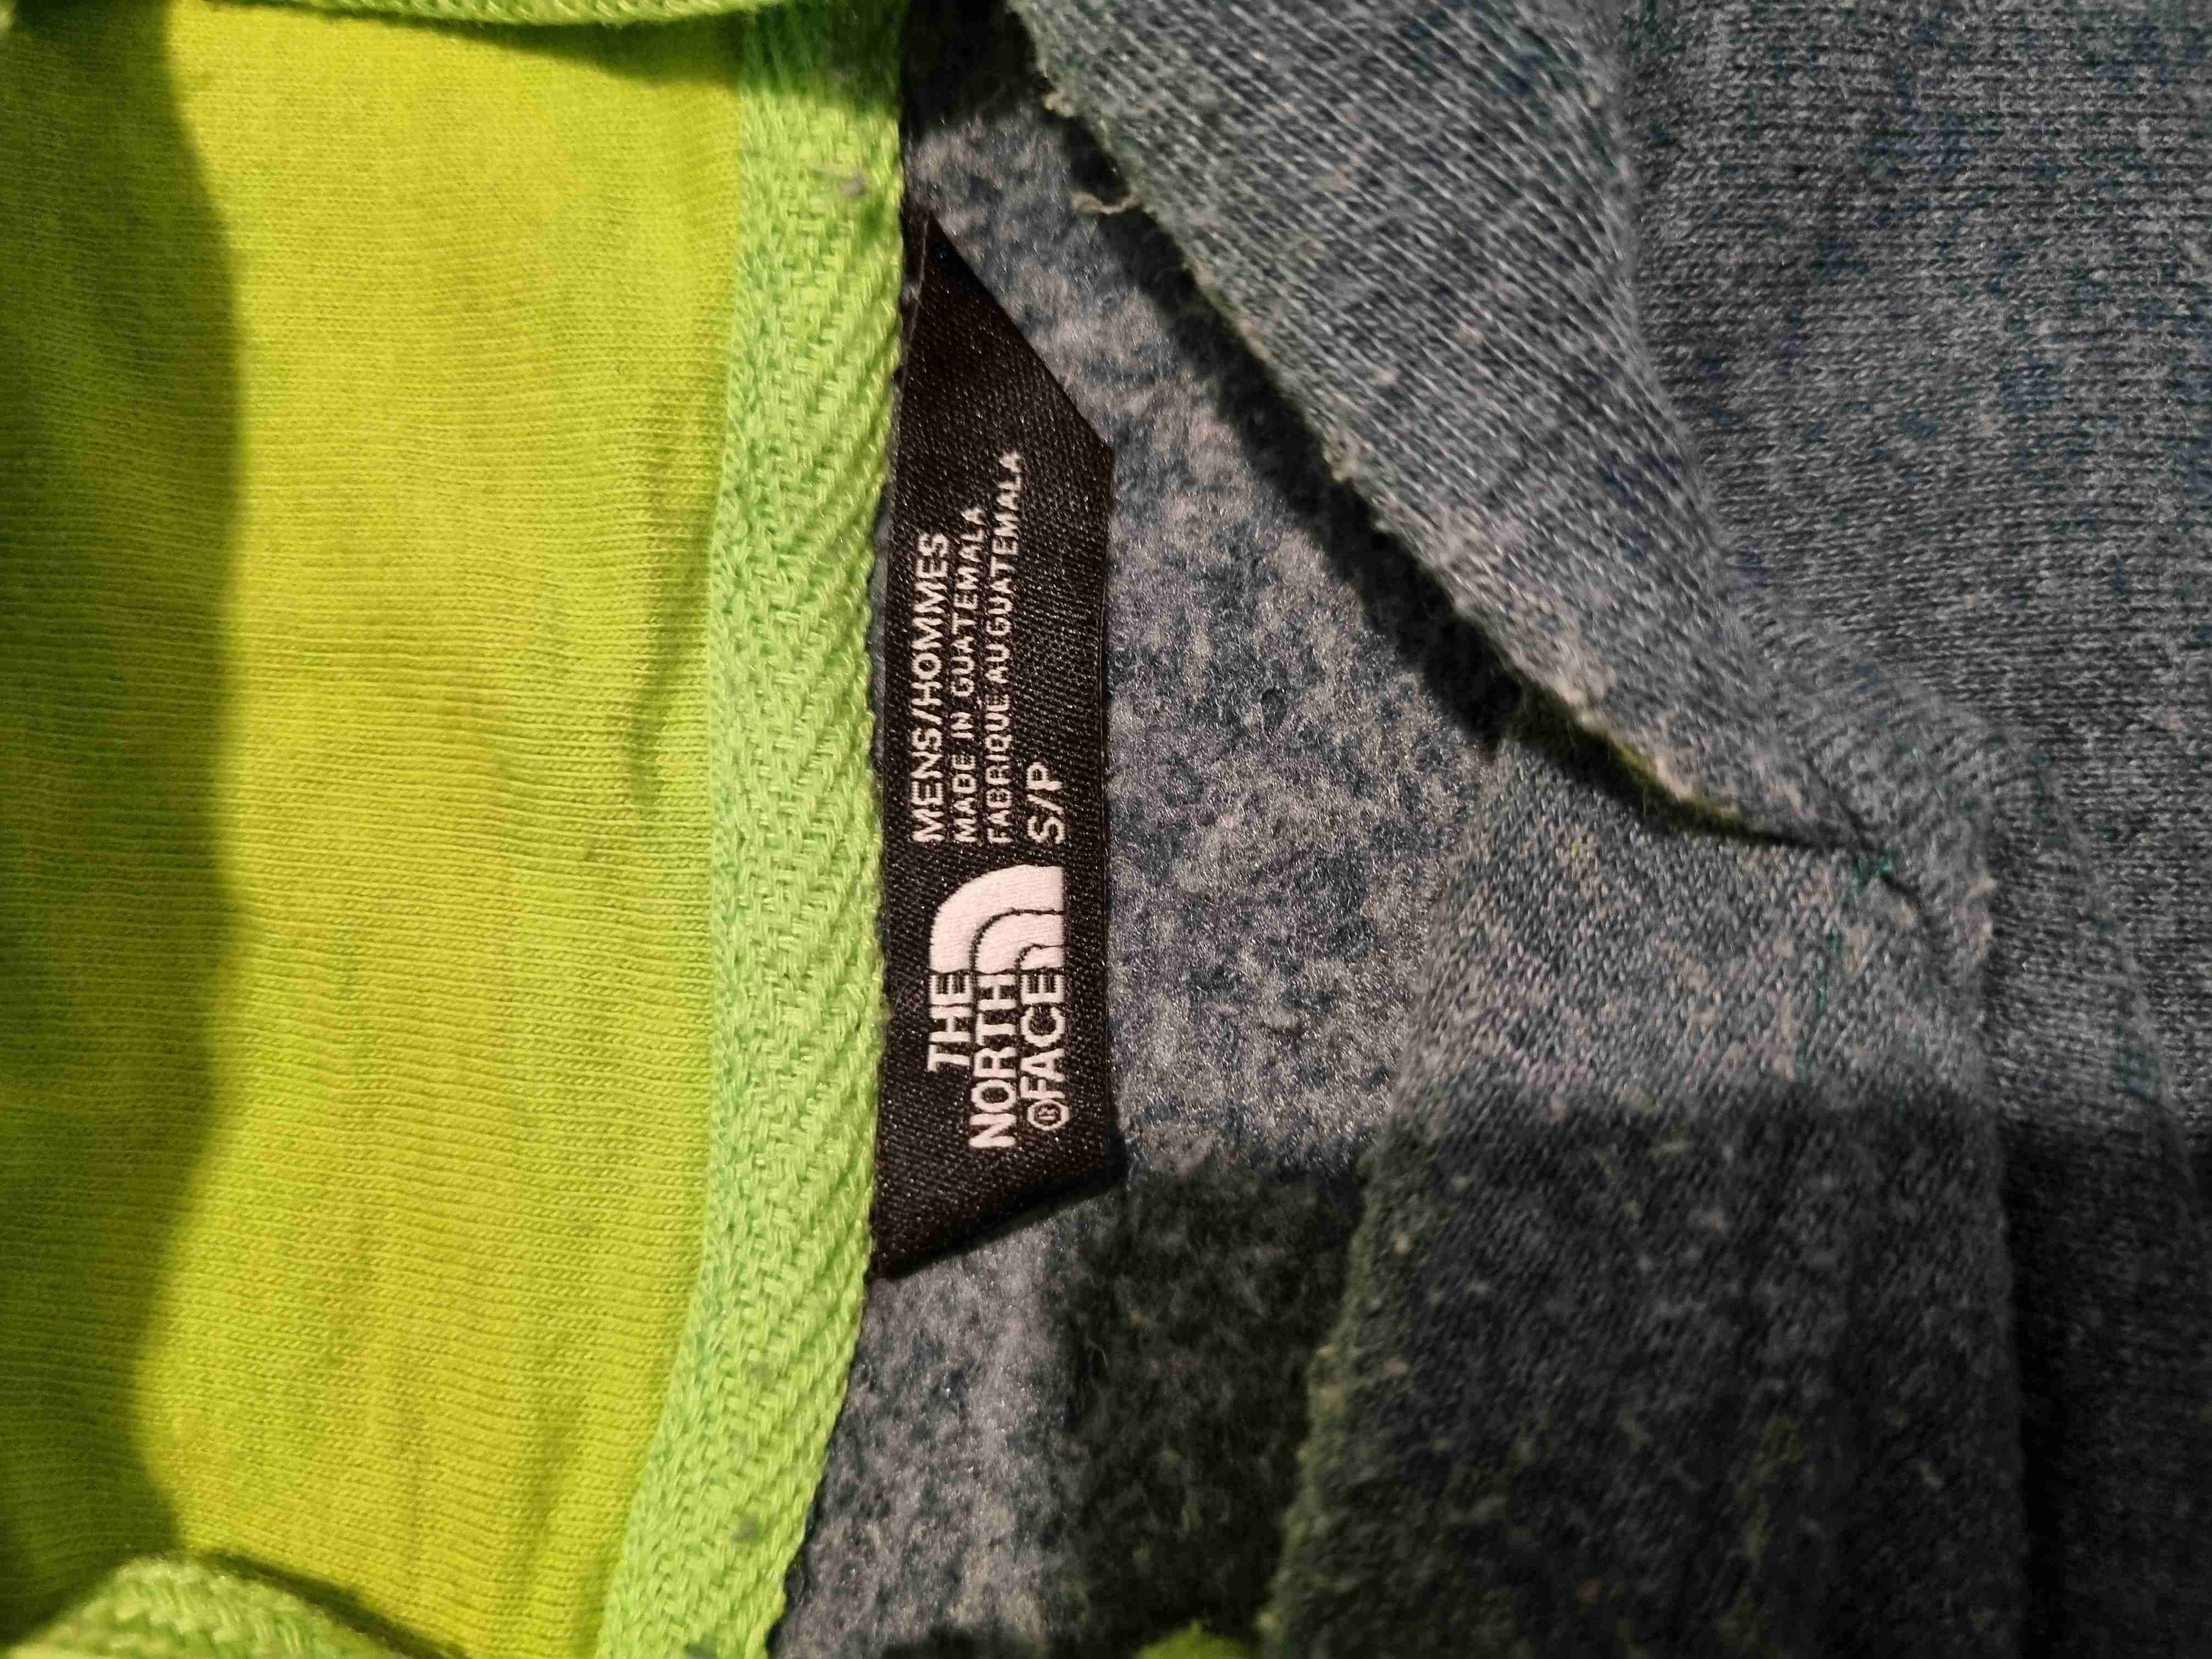 THE
NORTH
®FACE
MENS/HOMMES
MADE IN GUATEMALA
FABRIQUE AU GUATEMALA
S/P